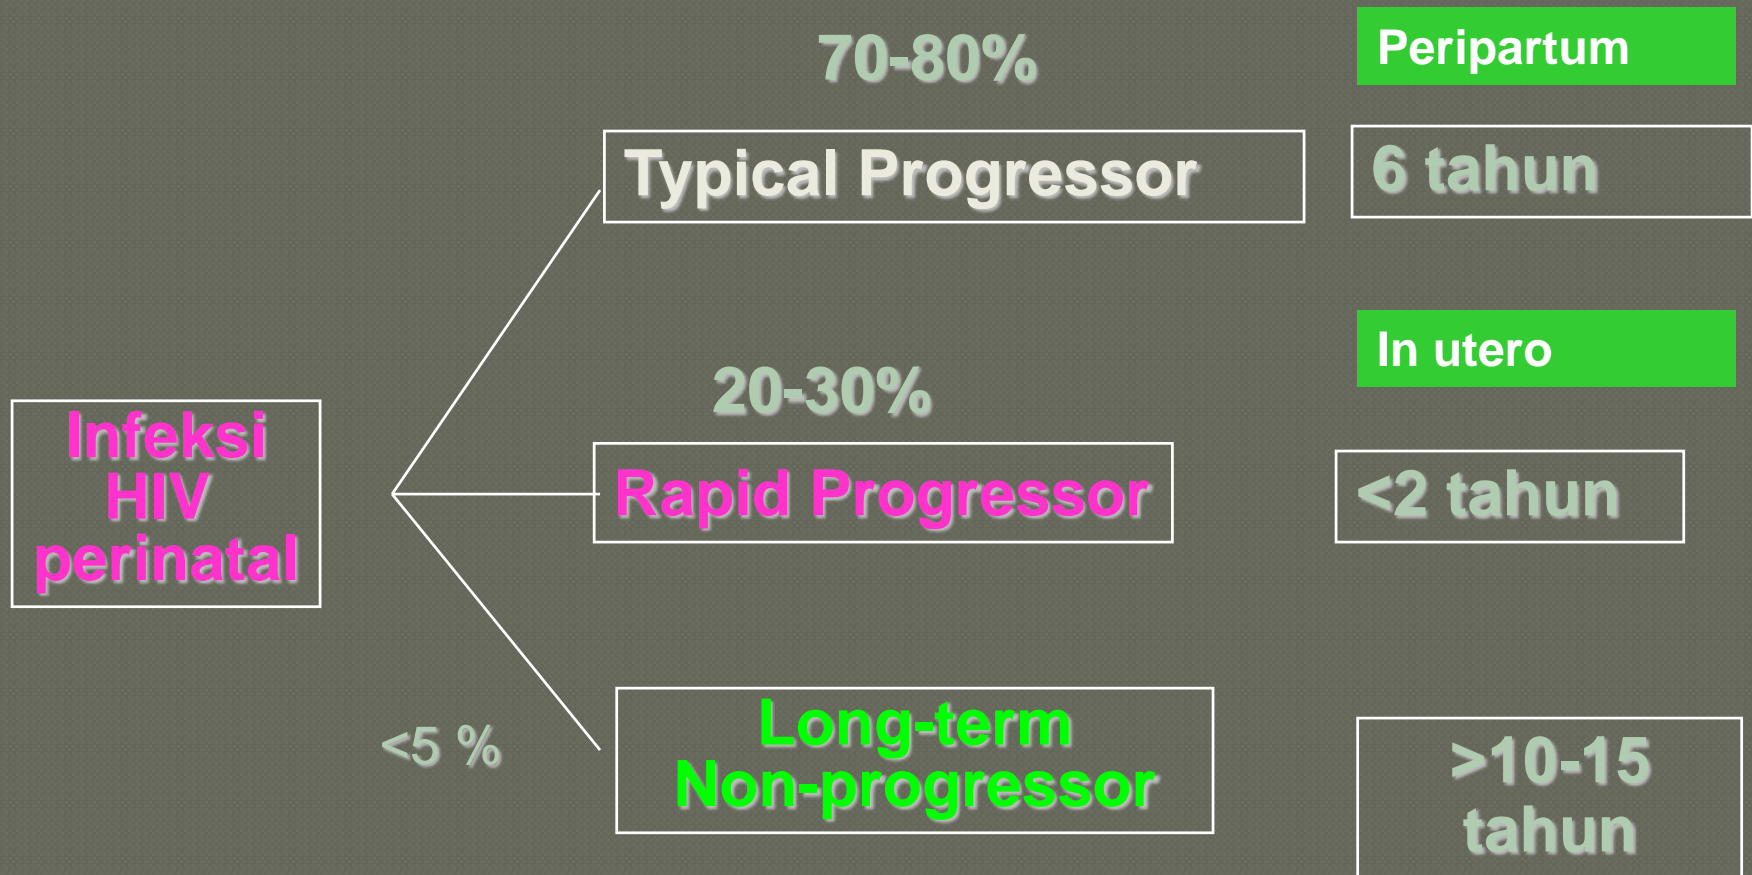 70-80%
Peripartum
Typical Progressor
6 tahun
In utero
20-30%
Infeksi
HIV
perinatal
Rapid Progressor
<2 tahun
<5 %
Long-term
Non-progressor
>10-15
tahun